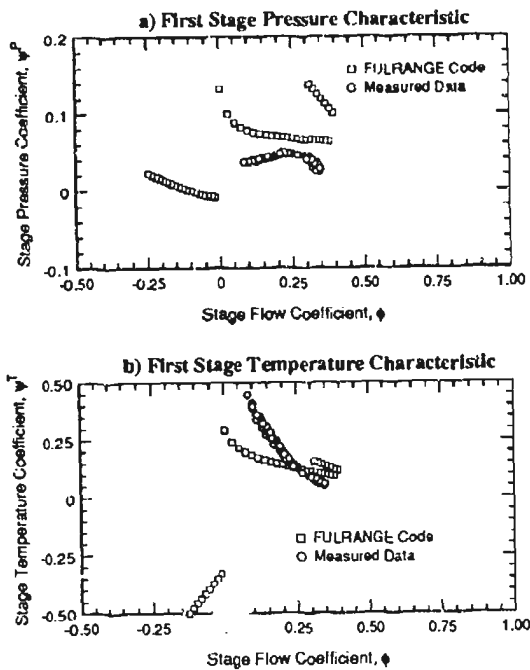 a) First Stage Pressure Characteristic
Stage Pressure Coefficient, ψP
0.2
0.1
0
-0.1
□ FULRANGE Code
○ Measured Data
-0.50 -0.25 0 0.25 0.50 0.75 1.00
Stage Flow Coefficient, ϕ
b) First Stage Temperature Characteristic
Stage Temperature Coefficient, ψT
0.50
0.25
0
-0.25
-0.50
□ FULRANGE Code
○ Measured Data
-0.50 -0.25 0 0.25 0.50 0.75 1.00
Stage Flow Coefficient, ϕ